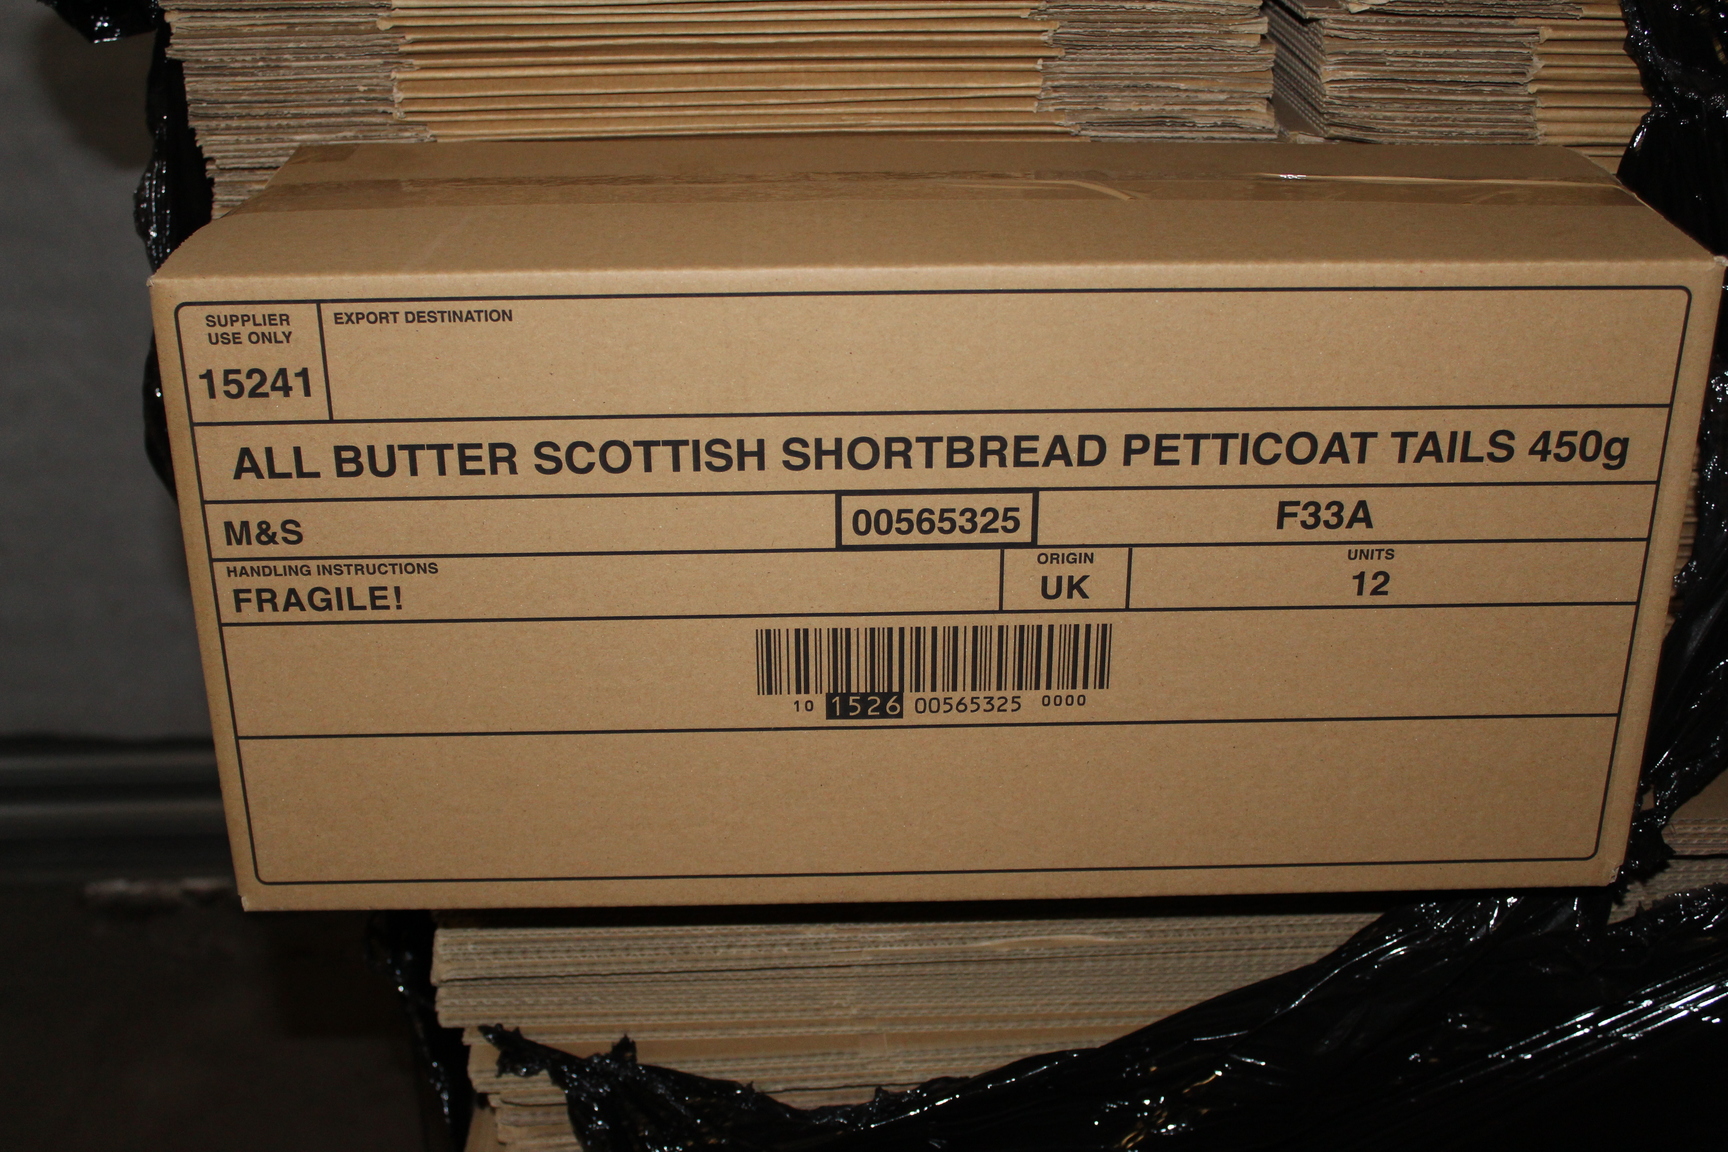 SUPPLIER
USE ONLY
15241
EXPORT DESTINATION
ALL BUTTER SCOTTISH SHORTBREAD PETTICOAT TAILS 450g
M&S
00565325
F33A
HANDLING INSTRUCTIONS
FRAGILE!
ORIGIN
UK
UNITS
12
10 1526 00565325 0000